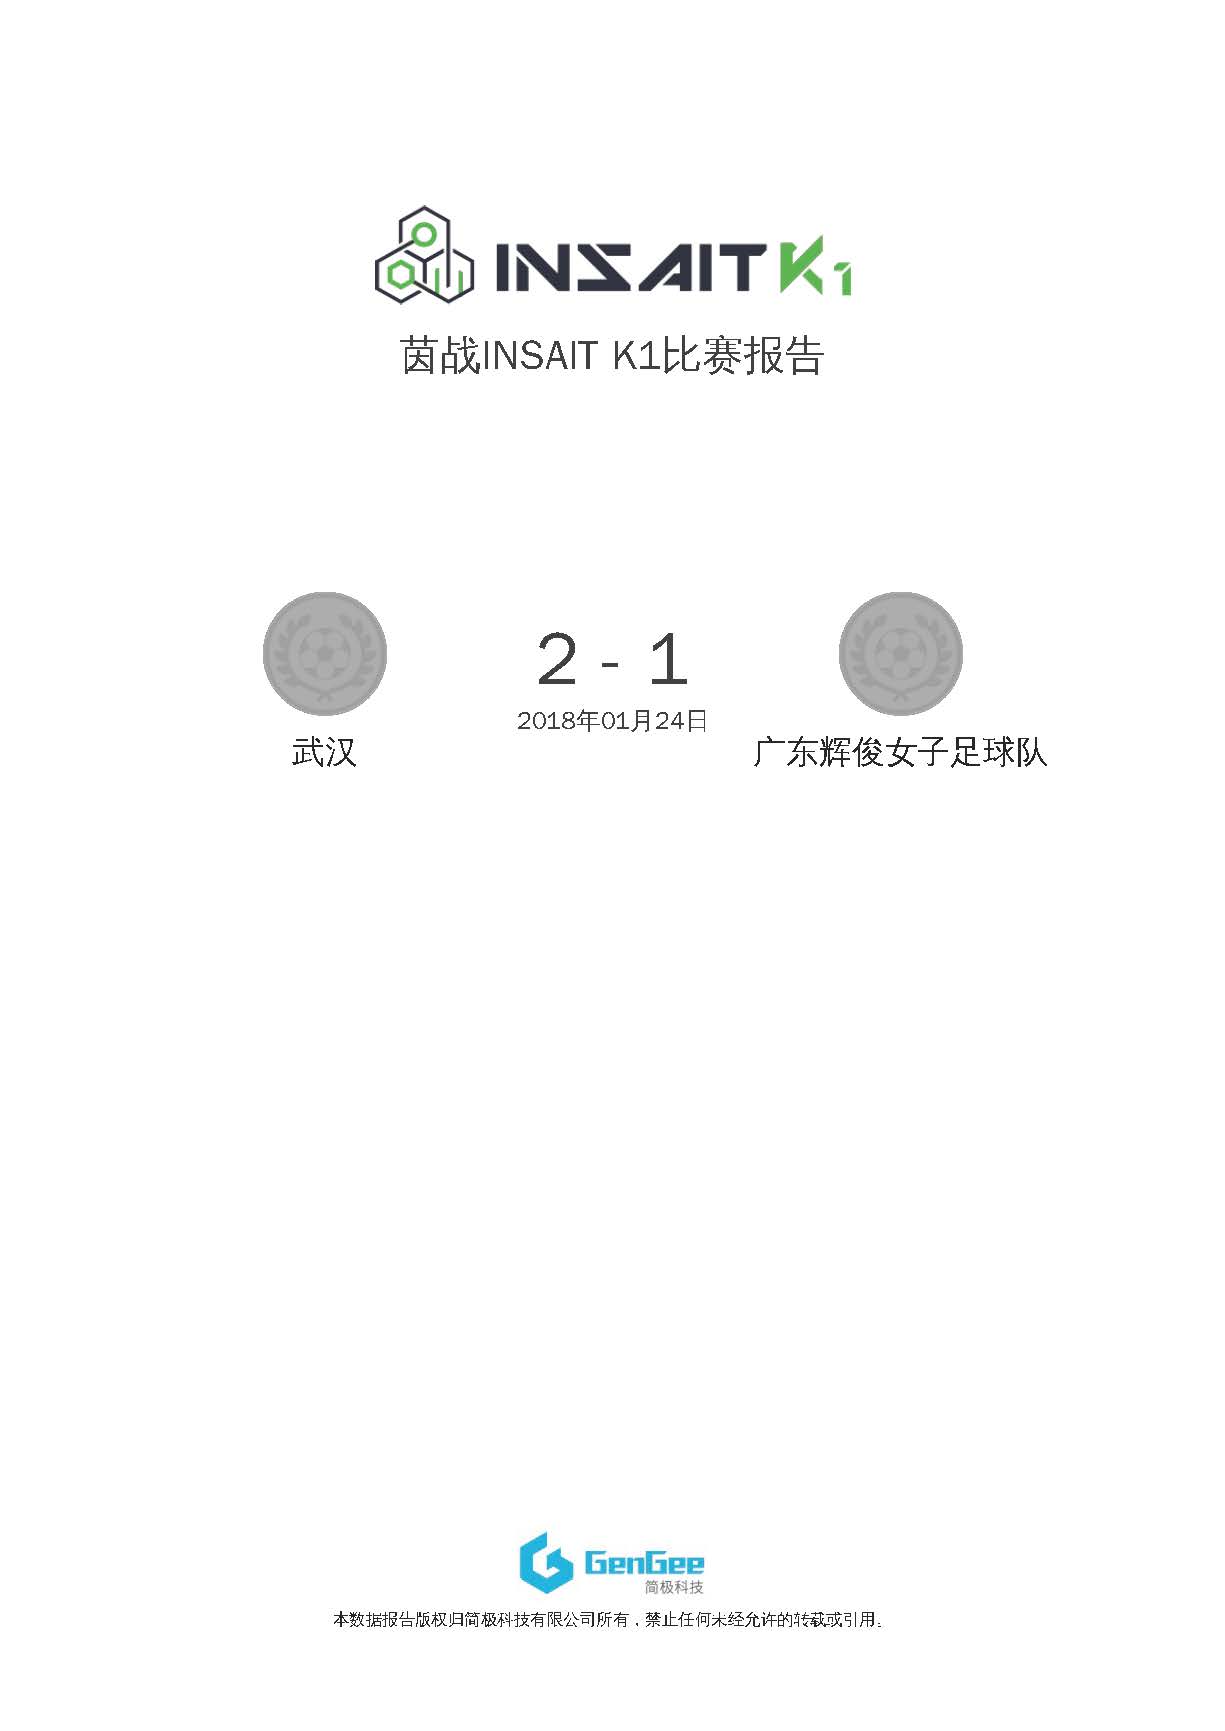 INSAIT K1
茵战INSAIT K1比赛报告
2 - 1
2018年01月24日
武汉
广东辉俊女子足球队
GenGee
简极科技
本数据报告版权归简极科技有限公司所有，禁止任何未经允许的转载或引用。